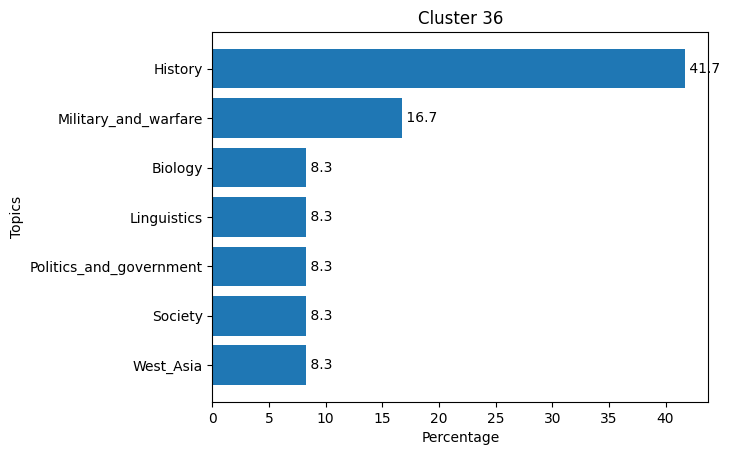 Cluster 36
History 41.7
Military_and_warfare 16.7
Biology 8.3
Linguistics 8.3
Politics_and_government 8.3
Society 8.3
West_Asia 8.3
0 5 10 15 20 25 30 35 40
Percentage
Topics